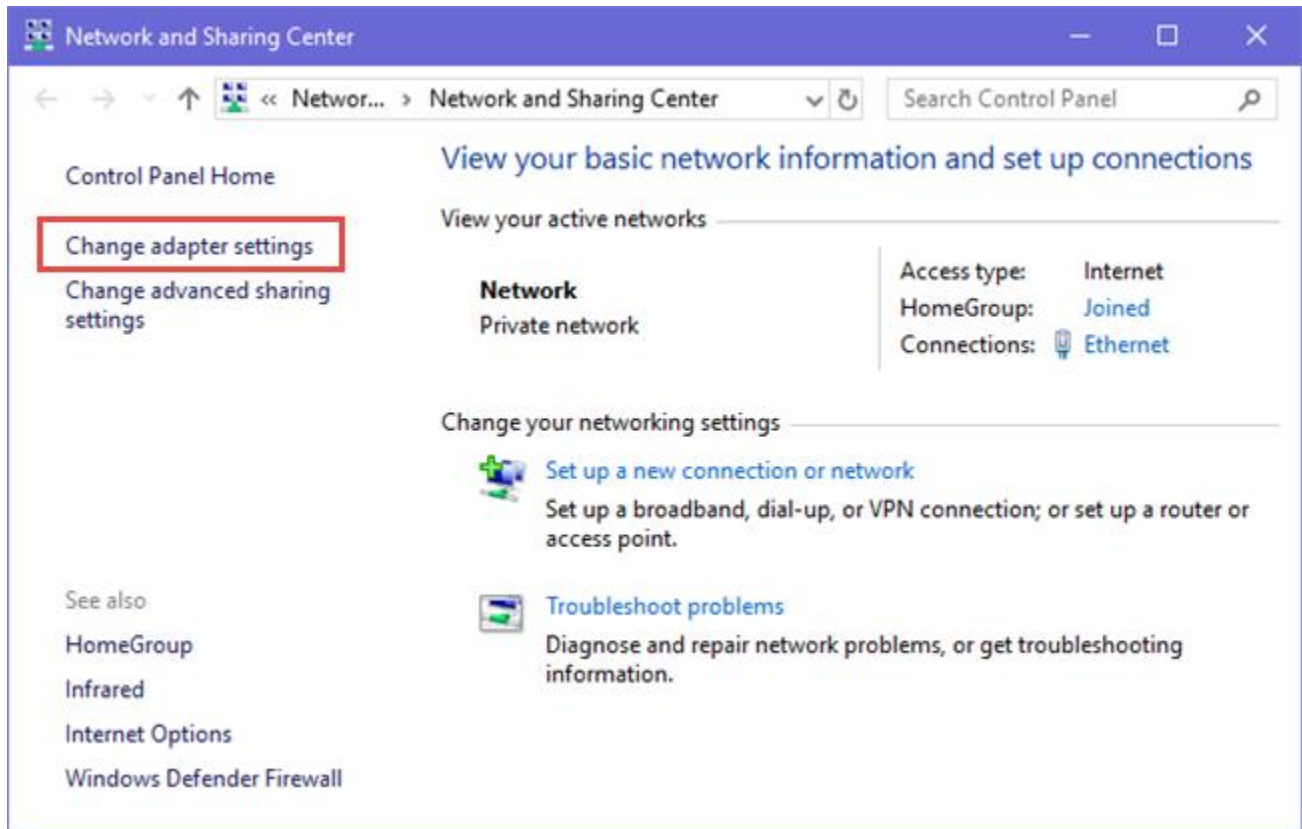 Network and Sharing Center
« Networ... > Network and Sharing Center
Search Control Panel
Control Panel Home
Change adapter settings
Change advanced sharing
settings
View your basic network information and set up connections
View your active networks
Network
Private network
Access type: Internet
HomeGroup: Joined
Connections: Ethernet
Change your networking settings
Set up a new connection or network
Set up a broadband, dial-up, or VPN connection; or set up a router or
access point.
Troubleshoot problems
Diagnose and repair network problems, or get troubleshooting
information.
See also
HomeGroup
Infrared
Internet Options
Windows Defender Firewall